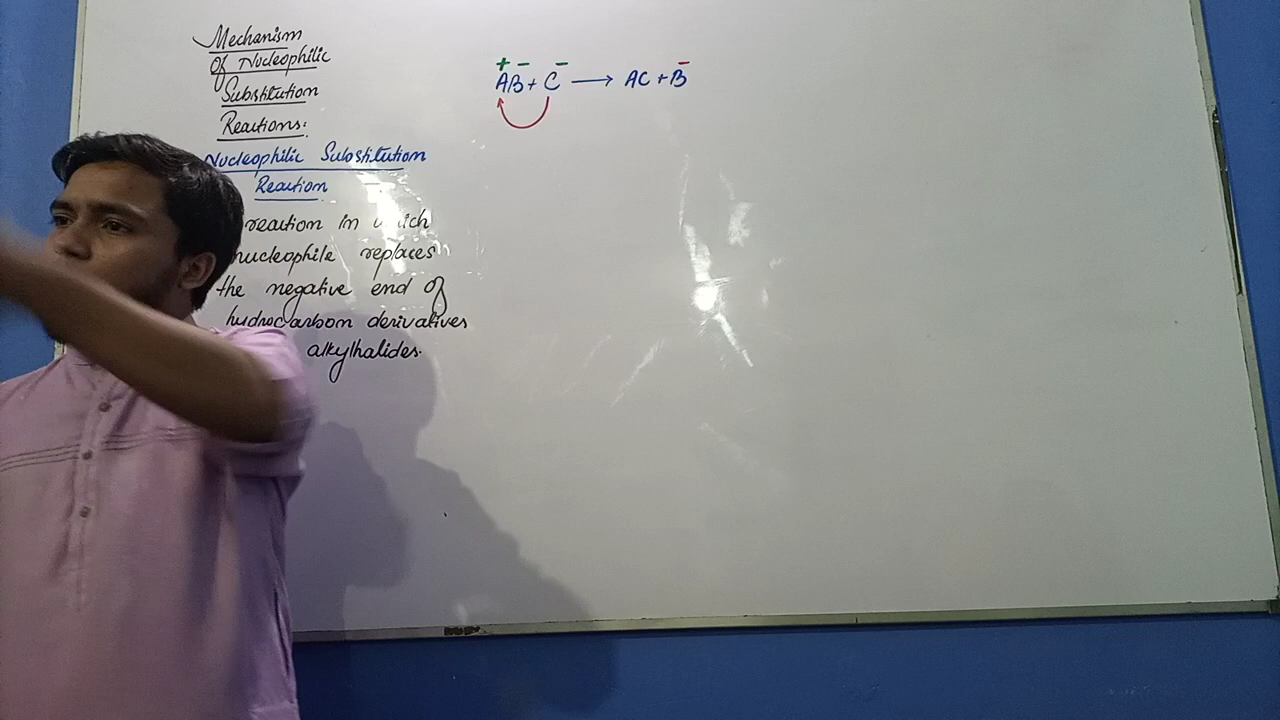 Mechanism
Of Nucleophilic
Substitution
Reactions:
Nucleophilic Substitution
Reaction
reaction in which
nucleophile replaces
the negative end of
hydrocarbon derivatives
alkylhalides.
+ - -
AB + C → AC + B -